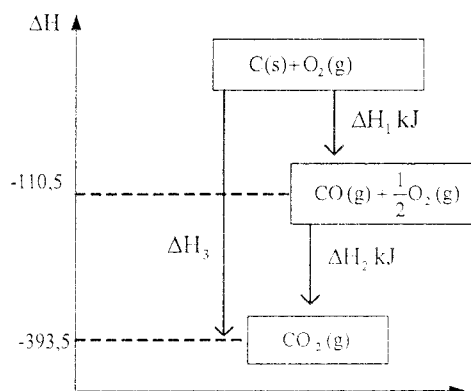 ΔH
C(s)+O₂(g)
ΔH₁ kJ
-110,5
CO(g)+1/2O₂(g)
ΔH₃
ΔH₂ kJ
-393,5
CO₂(g)